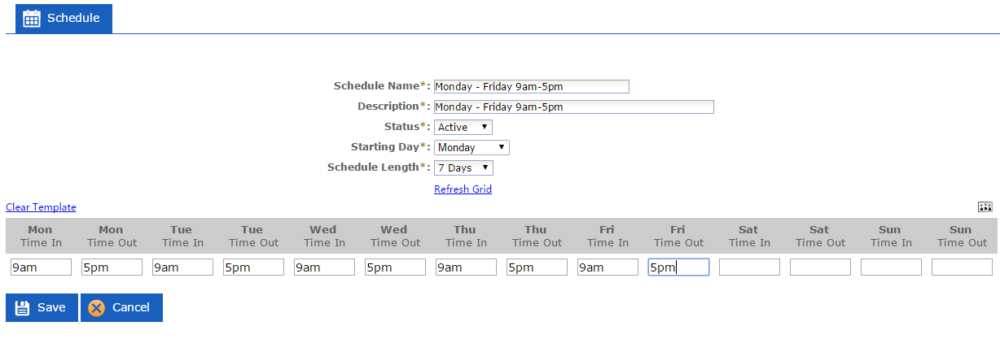 Schedule
Schedule Name*: Monday - Friday 9am-5pm
Description*: Monday - Friday 9am-5pm
Status*: Active
Starting Day*: Monday
Schedule Length*: 7 Days
Refresh Grid
Clear Template
Mon Mon Tue Tue Wed Wed Thu Thu Fri Fri Sat Sat Sun Sun
Time In Time Out Time In Time Out Time In Time Out Time In Time Out Time In Time Out Time In Time Out Time In Time Out
9am 5pm 9am 5pm 9am 5pm 9am 5pm 9am 5pm
Save Cancel